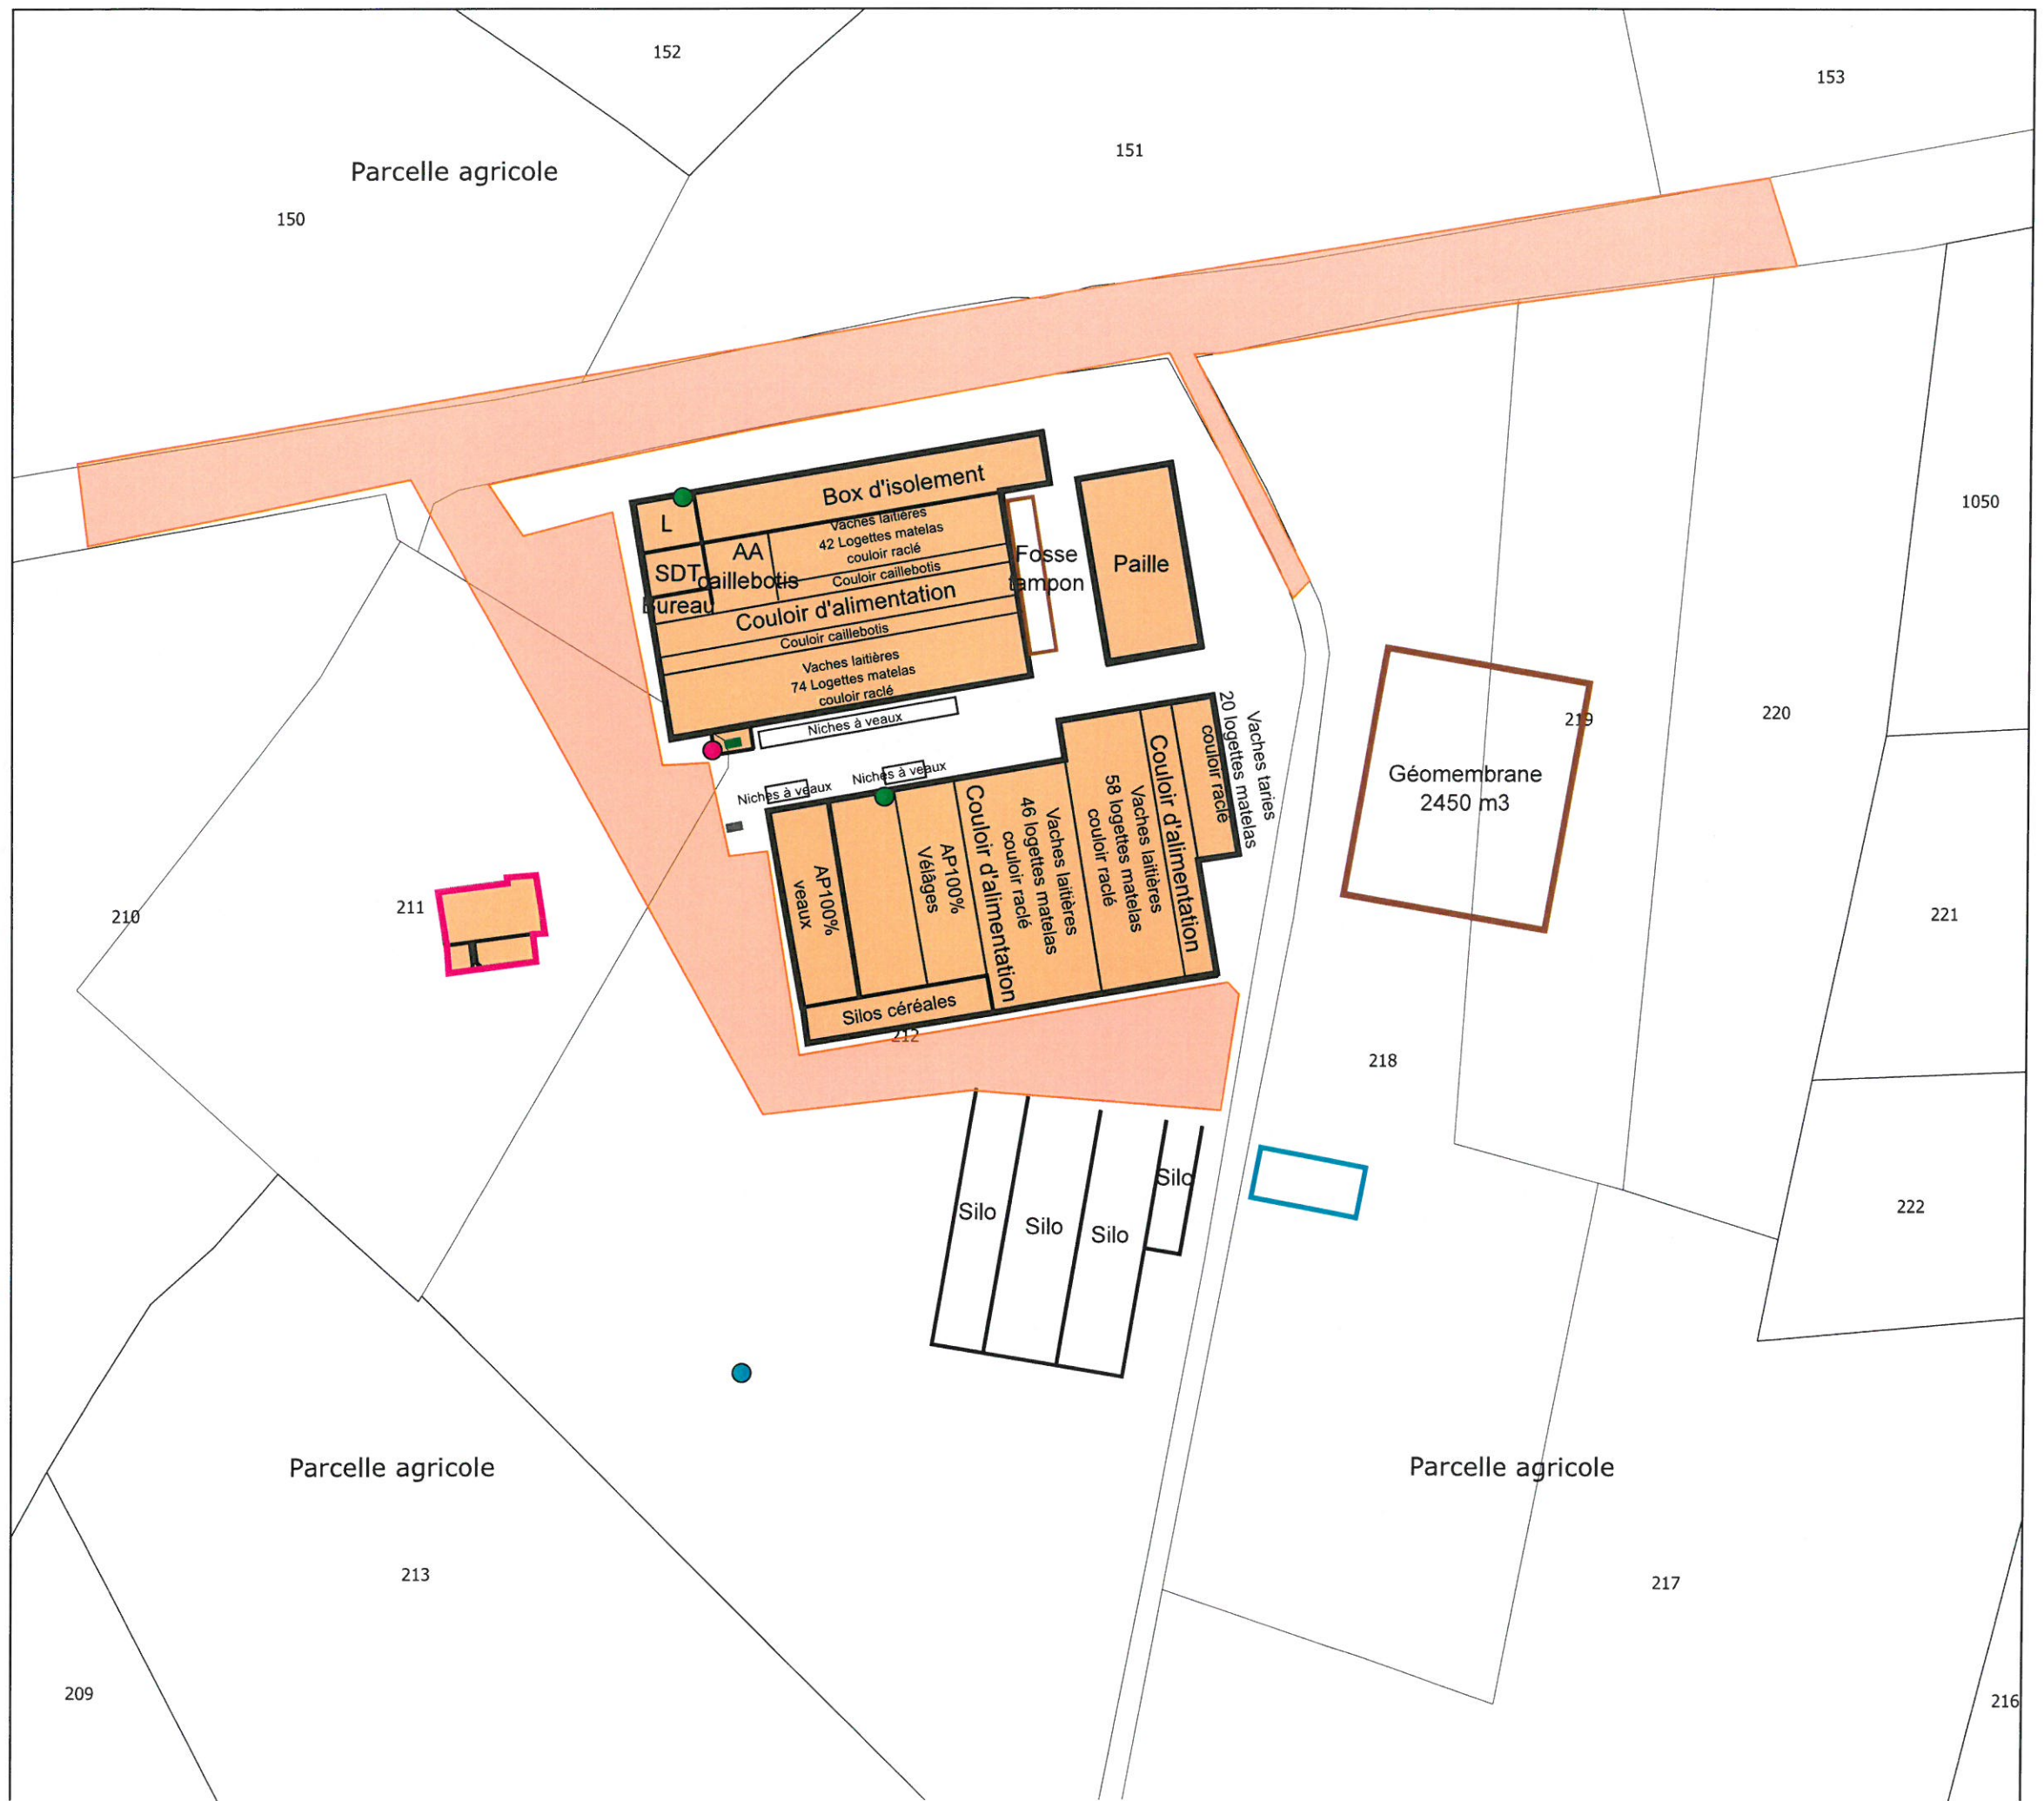 152
153
151
Parcelle agricole
150
1050
Box d'isolement
L
Vaches laitières
42 Logettes matelas
couloir raclé
AA
caillebotis
SDT
Couloir caillebotis
Bureau
Couloir d'alimentation
Couloir caillebotis
Vaches laitières
74 Logettes matelas
couloir raclé
Fosse
tampon
Paille
Niches à veaux
Niches à veaux
Niches à veaux
219
220
Géomembrane
2450 m3
Vaches taries
20 logettes matelas
couloir raclé
Couloir d'alimentation
Vaches laitières
58 logettes matelas
couloir raclé
Vaches laitières
46 logettes matelas
couloir raclé
Couloir d'alimentation
AP100%
Vélâges
AP100%
veaux
Silos céréales
212
210
211
221
218
222
Silo
Silo
Silo
Silo
Parcelle agricole
Parcelle agricole
213
217
209
216